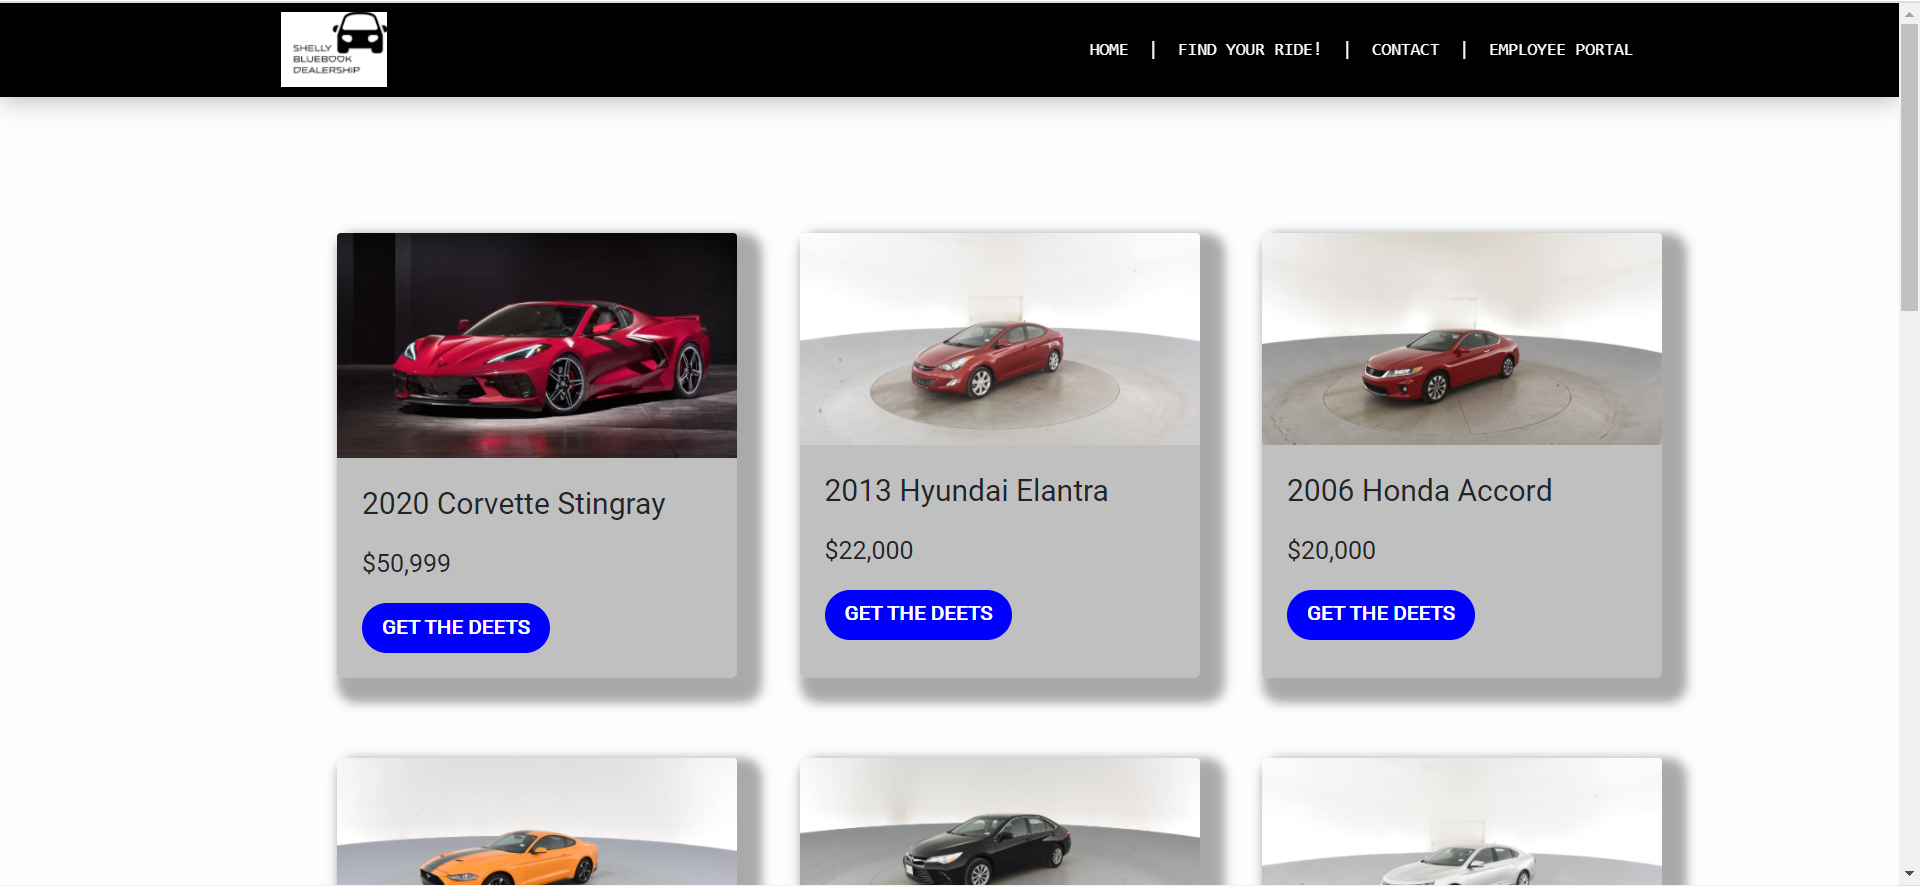 SHELLY
BLUEBOOK
DEALERSHIP
HOME | FIND YOUR RIDE! | CONTACT | EMPLOYEE PORTAL
2020 Corvette Stingray
$50,999
GET THE DEETS
2013 Hyundai Elantra
$22,000
GET THE DEETS
2006 Honda Accord
$20,000
GET THE DEETS